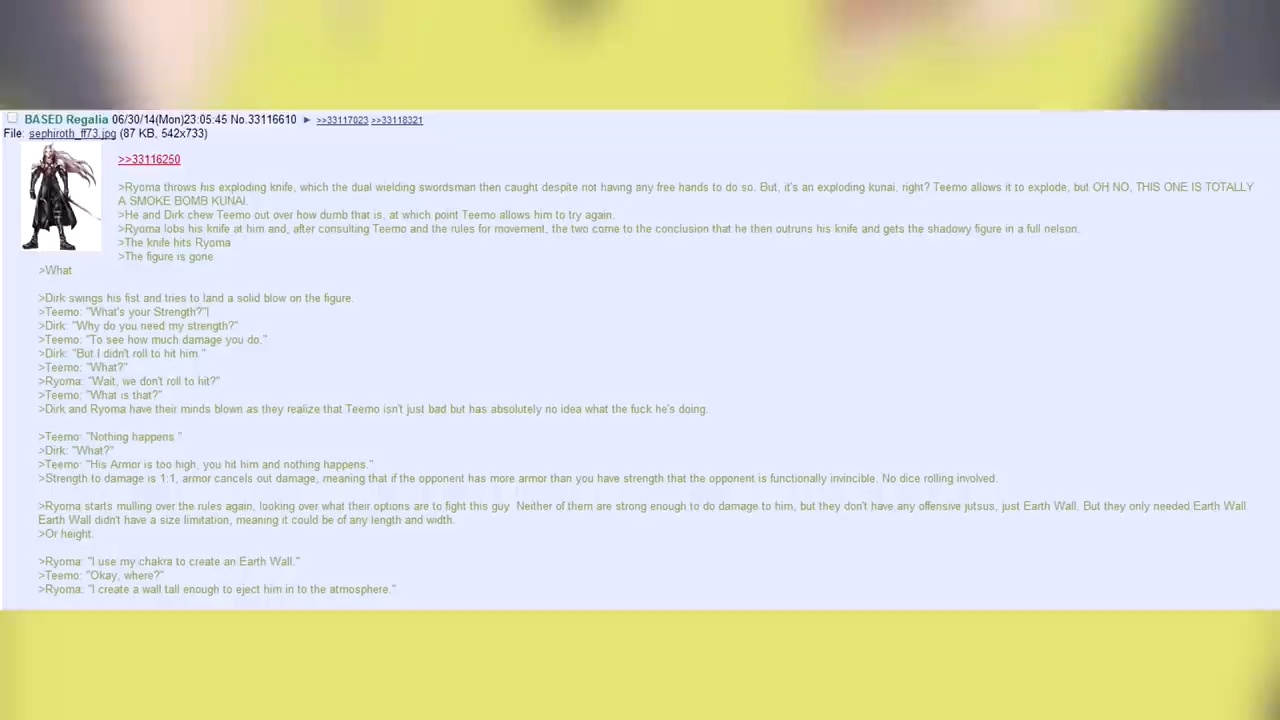 BASED Regalia 06/30/14(Mon)23:05:45 No.33116610 ► >>33117023 >>33118321
File: sephiroth_ff73.jpg (87 KB, 542x733)
>>33116250
>Ryoma throws his exploding knife, which the dual wielding swordsman then caught despite not having any free hands to do so. But, it's an exploding kunai, right? Teemo allows it to explode, but OH NO, THIS ONE IS TOTALLY
A SMOKE BOMB KUNAI.
>He and Dirk chew Teemo out over how dumb that is, at which point Teemo allows him to try again.
>Ryoma lobs his knife at him and, after consulting Teemo and the rules for movement, the two come to the conclusion that he then outruns his knife and gets the shadowy figure in a full nelson.
>The knife hits Ryoma
>The figure is gone
>What
>Dirk swings his fist and tries to land a solid blow on the figure.
>Teemo: "What's your Strength?"I
>Dirk: "Why do you need my strength?"
>Teemo: "To see how much damage you do."
>Dirk: "But I didn't roll to hit him."
>Teemo: "What?"
>Ryoma: "Wait, we don't roll to hit?"
>Teemo: "What is that?"
>Dirk and Ryoma have their minds blown as they realize that Teemo isn't just bad but has absolutely no idea what the fuck he's doing.
>Teemo: "Nothing happens "
>Dirk: "What?"
>Teemo: "His Armor is too high, you hit him and nothing happens."
>Strength to damage is 1:1, armor cancels out damage, meaning that if the opponent has more armor than you have strength that the opponent is functionally invincible. No dice rolling involved.
>Ryoma starts mulling over the rules again, looking over what their options are to fight this guy  Neither of them are strong enough to do damage to him, but they don't have any offensive jutsus, just Earth Wall. But they only needed Earth Wall
Earth Wall didn't have a size limitation, meaning it could be of any length and width.
>Or height.
>Ryoma: "I use my chakra to create an Earth Wall."
>Teemo: "Okay, where?"
>Ryoma: "I create a wall tall enough to eject him in to the atmosphere."